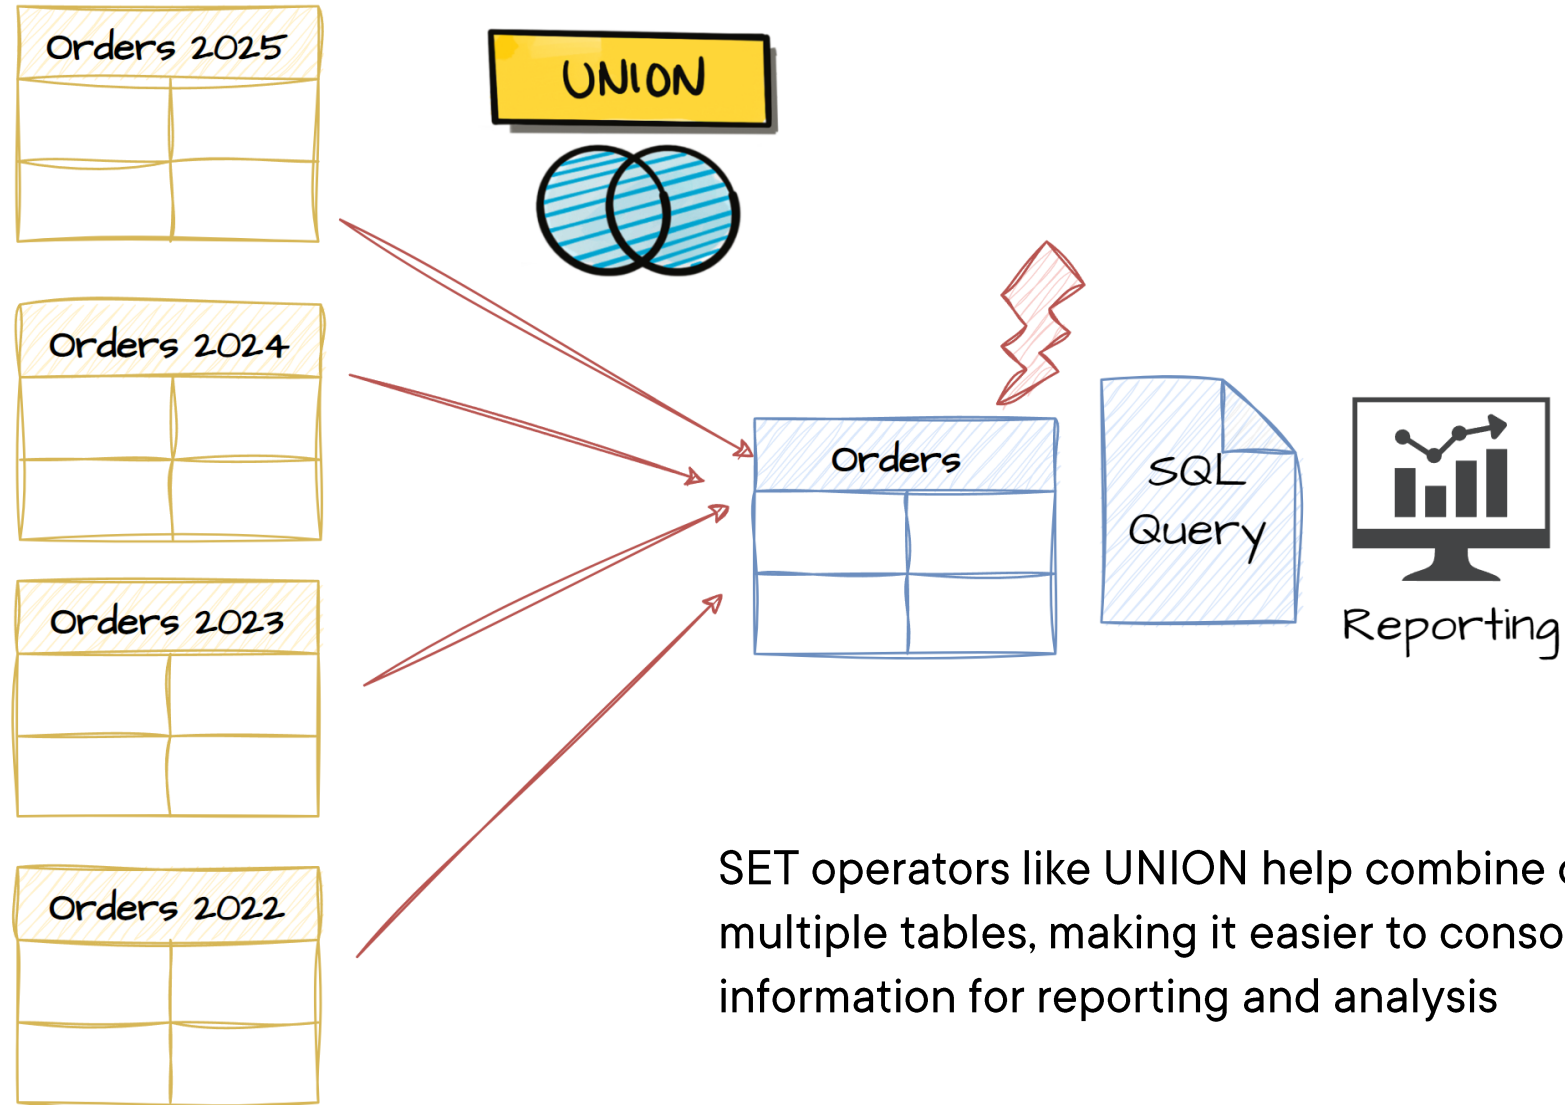 Orders 2025
UNION
Orders 2024
Orders 2023
Orders 2022
Orders
SQL
Query
Reporting
SET operators like UNION help combine
multiple tables, making it easier to conso
information for reporting and analysis